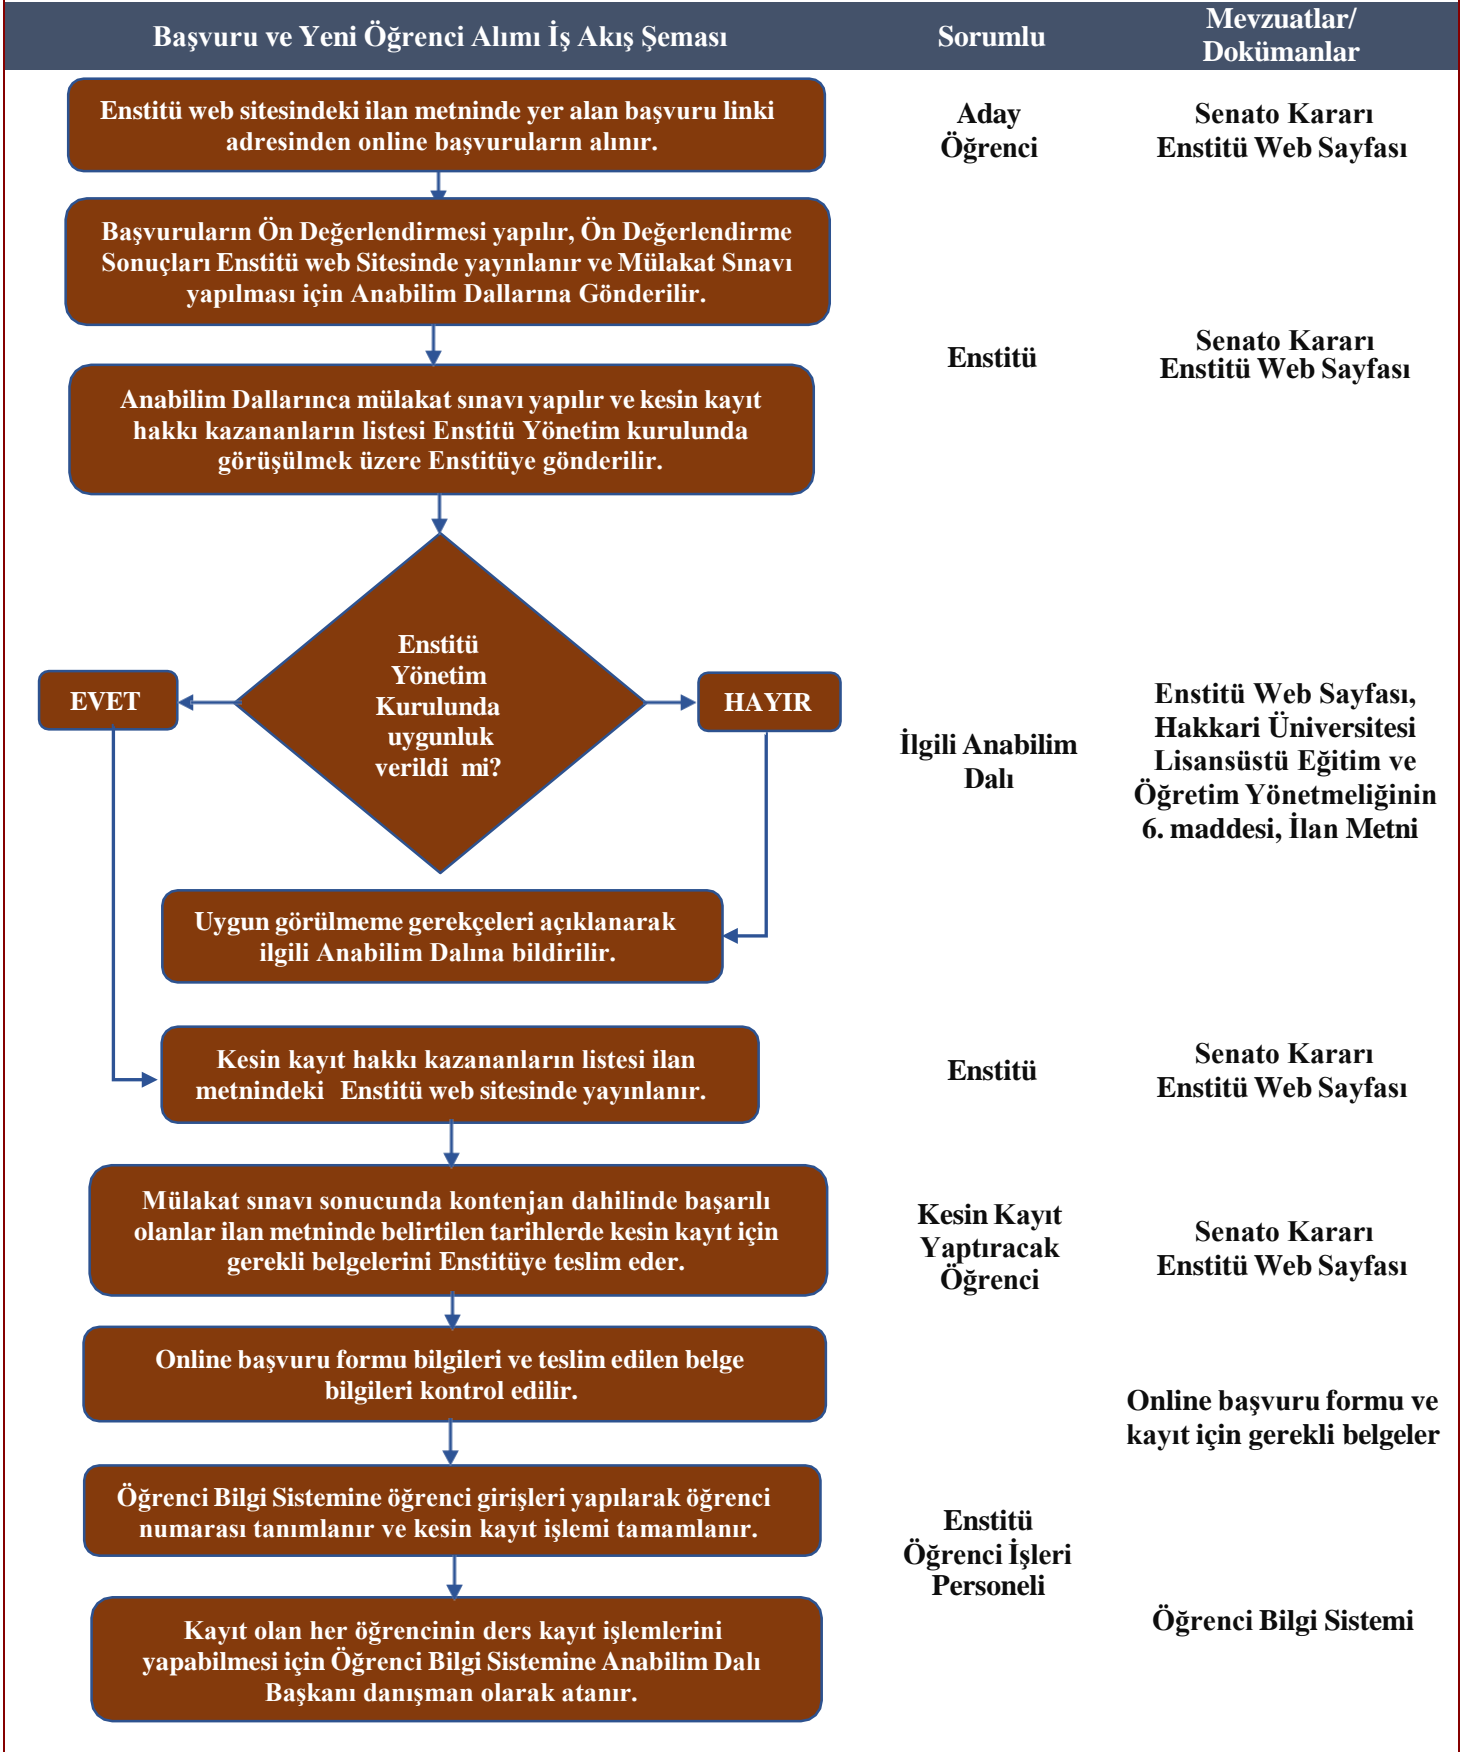 Başvuru ve Yeni Öğrenci Alımı İş Akış Şeması
Sorumlu
Mevzuatlar/
Dokümanlar
Enstitü web sitesindeki ilan metninde yer alan başvuru linki
adresinden online başvuruların alınır.
Aday
Öğrenci
Senato Kararı
Enstitü Web Sayfası
Başvuruların Ön Değerlendirmesi yapılır, Ön Değerlendirme
Sonuçları Enstitü web Sitesinde yayınlanır ve Mülakat Sınavı
yapılması için Anabilim Dallarına Gönderilir.
Enstitü
Senato Kararı
Enstitü Web Sayfası
Anabilim Dallarınca mülakat sınavı yapılır ve kesin kayıt
hakkı kazananların listesi Enstitü Yönetim kurulunda
görüşülmek üzere Enstitüye gönderilir.
Enstitü
Yönetim
Kurulunda
uygunluk
verildi mi?
EVET
HAYIR
İlgili Anabilim
Dalı
Enstitü Web Sayfası,
Hakkari Üniversitesi
Lisansüstü Eğitim ve
Öğretim Yönetmeliğinin
6. maddesi, İlan Metni
Uygun görülmeme gerekçeleri açıklanarak
ilgili Anabilim Dalına bildirilir.
Kesin kayıt hakkı kazananların listesi ilan
metnindeki Enstitü web sitesinde yayınlanır.
Enstitü
Senato Kararı
Enstitü Web Sayfası
Mülakat sınavı sonucunda kontenjan dahilinde başarılı
olanlar ilan metninde belirtilen tarihlerde kesin kayıt için
gerekli belgelerini Enstitüye teslim eder.
Kesin Kayıt
Yaptıracak
Öğrenci
Senato Kararı
Enstitü Web Sayfası
Online başvuru formu bilgileri ve teslim edilen belge
bilgileri kontrol edilir.
Online başvuru formu ve
kayıt için gerekli belgeler
Öğrenci Bilgi Sistemine öğrenci girişleri yapılarak öğrenci
numarası tanımlanır ve kesin kayıt işlemi tamamlanır.
Enstitü
Öğrenci İşleri
Personeli
Kayıt olan her öğrencinin ders kayıt işlemlerini
yapabilmesi için Öğrenci Bilgi Sistemine Anabilim Dalı
Başkanı danışman olarak atanır.
Öğrenci Bilgi Sistemi